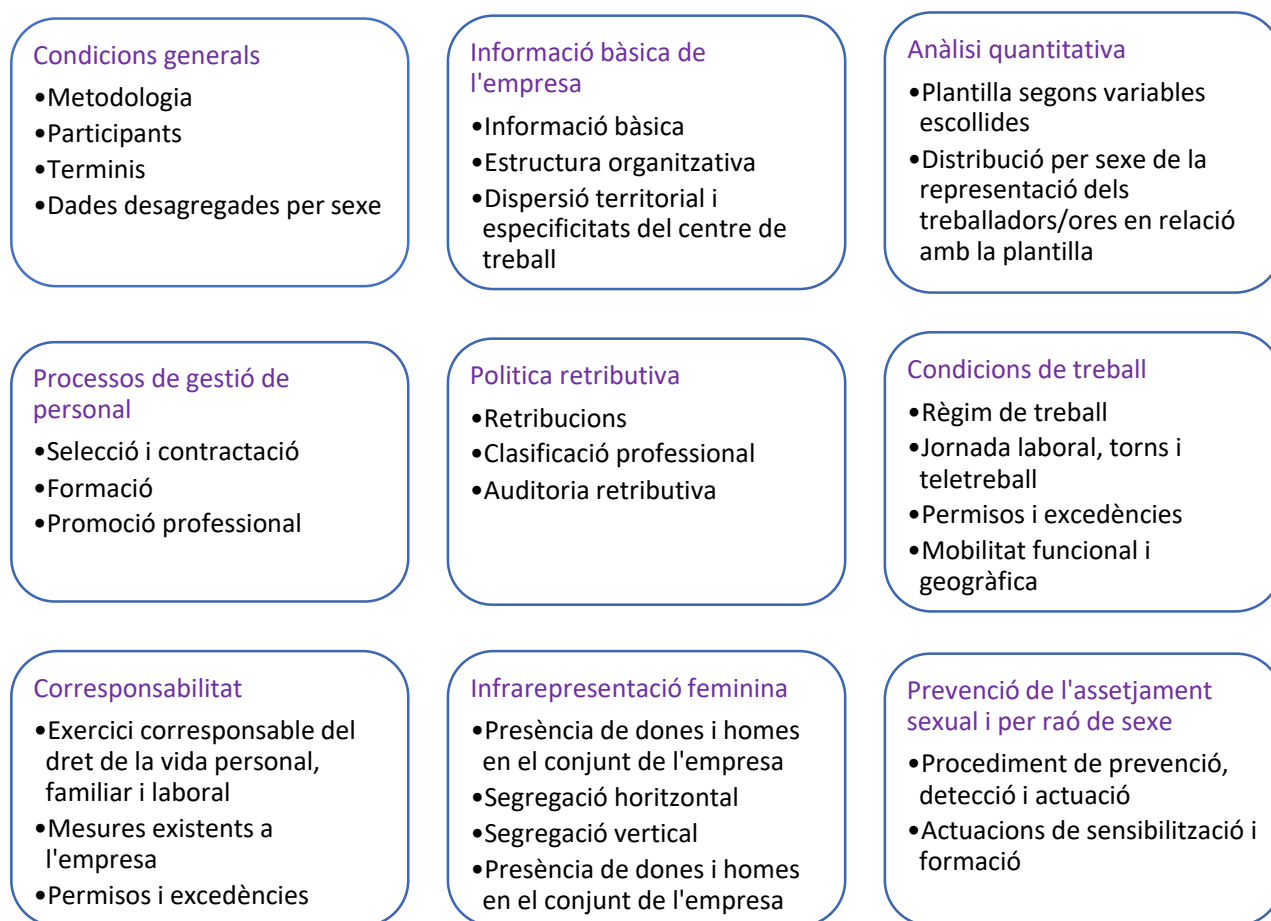 Condicions generals
•Metodologia
•Participants
•Terminis
•Dades desagregades per sexe
Informació bàsica de
l'empresa
•Informació bàsica
•Estructura organitzativa
•Dispersió territorial i
especificitats del centre de
treball
Anàlisi quantitativa
•Plantilla segons variables
escollides
•Distribució per sexe de la
representació dels
treballadors/ores en relació
amb la plantilla
Processos de gestió de
personal
•Selecció i contractació
•Formació
•Promoció professional
Politica retributiva
•Retribucions
•Clasificació professional
•Auditoria retributiva
Condicions de treball
•Règim de treball
•Jornada laboral, torns i
teletreball
•Permisos i excedències
•Mobilitat funcional i
geogràfica
Corresponsabilitat
•Exercici corresponsable del
dret de la vida personal,
familiar i laboral
•Mesures existents a
l'empresa
•Permisos i excedències
Infrarepresentació feminina
•Presència de dones i homes
en el conjunt de l'empresa
•Segregació horitzontal
•Segregació vertical
•Presència de dones i homes
en el conjunt de l'empresa
Prevenció de l'assetjament
sexual i per raó de sexe
•Procediment de prevenció,
detecció i actuació
•Actuacions de sensibilització i
formació